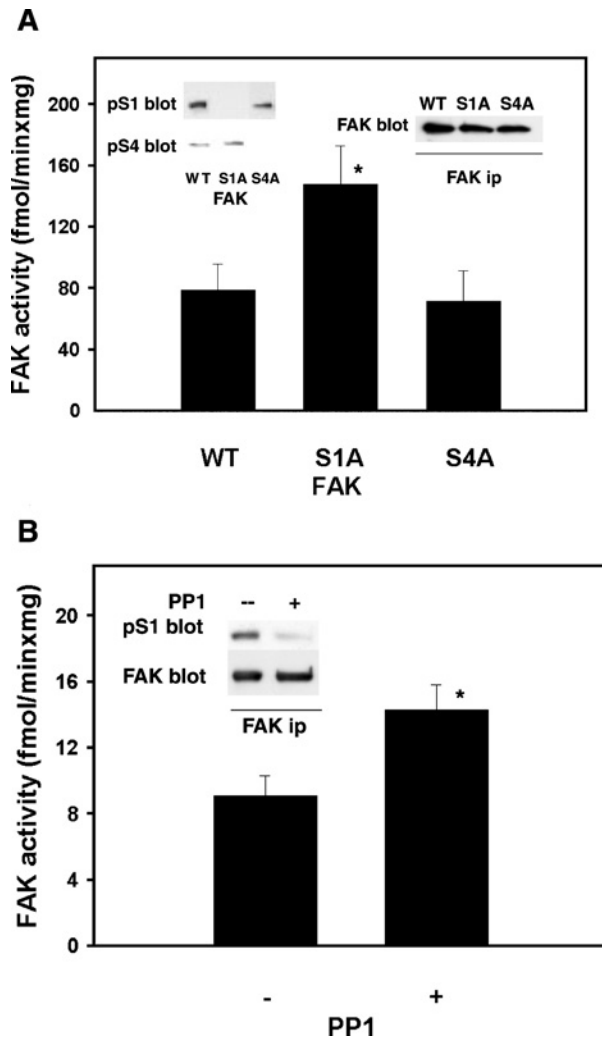 A
FAK activity (fmol/minxmg)
200
160
120
80
40
0
pS1 blot
pS4 blot
WT S1A S4A
FAK
WT S1A S4A
FAK blot
FAK ip
*
WT S1A S4A
FAK
B
FAK activity (fmol/minxmg)
20
16
12
8
4
0
PP1 -- +
pS1 blot
FAK blot
FAK ip
*
- +
PP1